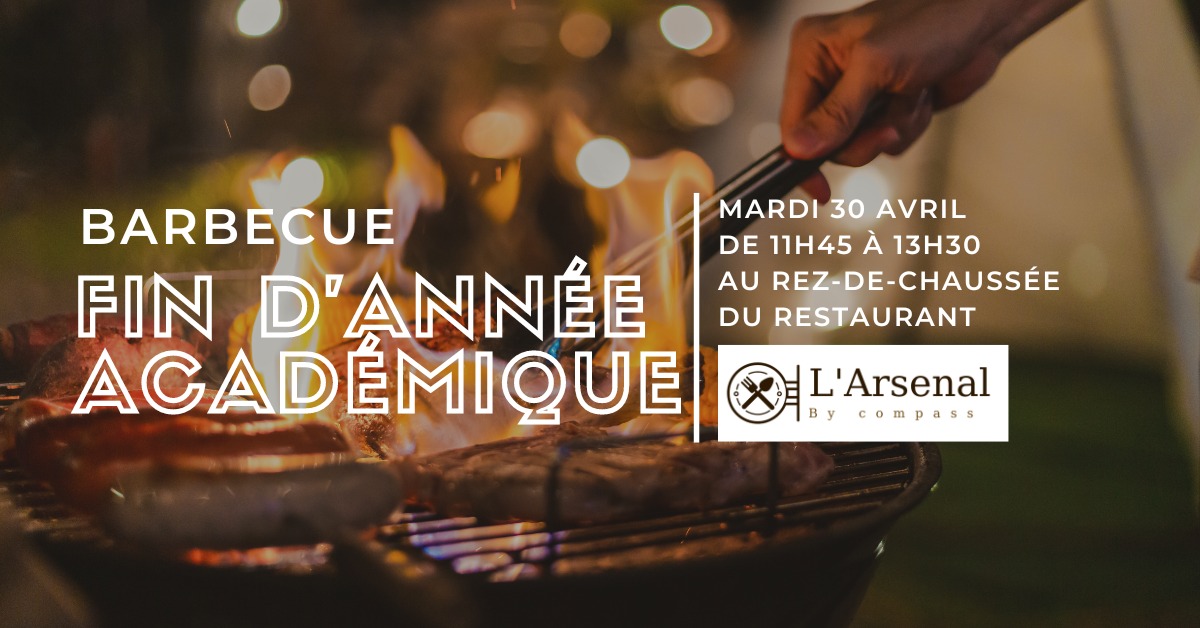 BARBECUE
FIN D'ANNÉE
ACADÉMIQUE
MARDI 30 AVRIL
DE 11H45 À 13H30
AU REZ-DE-CHAUSSÉE
DU RESTAURANT
L'Arsenal
By compass